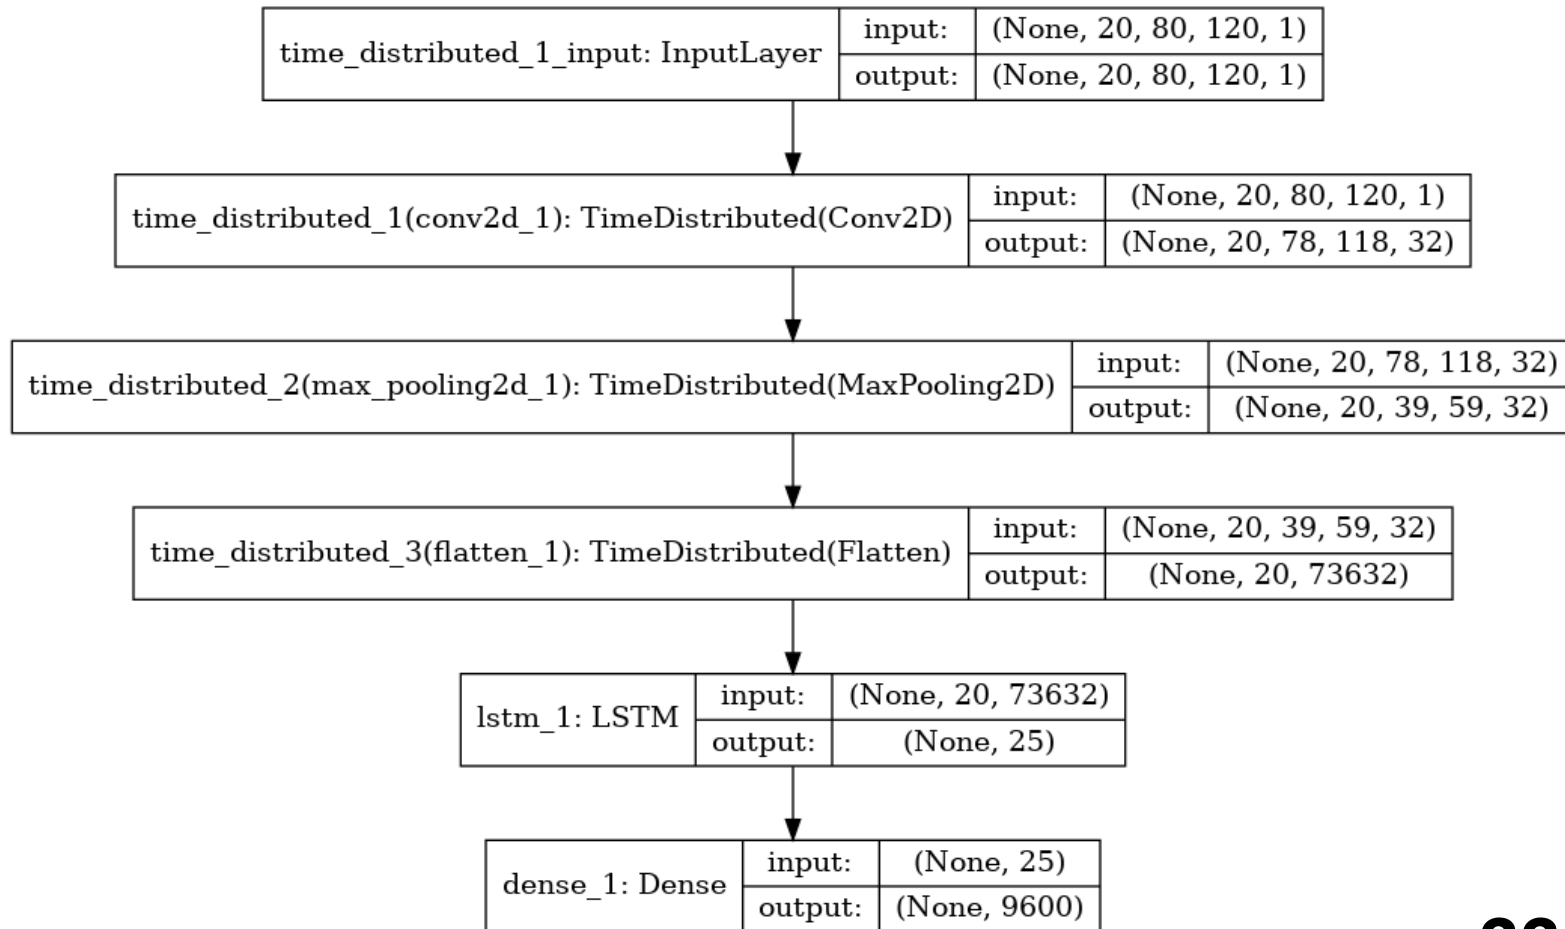 time_distributed_1_input: InputLayer
input: (None, 20, 80, 120, 1)
output: (None, 20, 80, 120, 1)
time_distributed_1(conv2d_1): TimeDistributed(Conv2D)
input: (None, 20, 80, 120, 1)
output: (None, 20, 78, 118, 32)
time_distributed_2(max_pooling2d_1): TimeDistributed(MaxPooling2D)
input: (None, 20, 78, 118, 32)
output: (None, 20, 39, 59, 32)
time_distributed_3(flatten_1): TimeDistributed(Flatten)
input: (None, 20, 39, 59, 32)
output: (None, 20, 73632)
lstm_1: LSTM
input: (None, 20, 73632)
output: (None, 25)
dense_1: Dense
input: (None, 25)
output: (None, 9600)